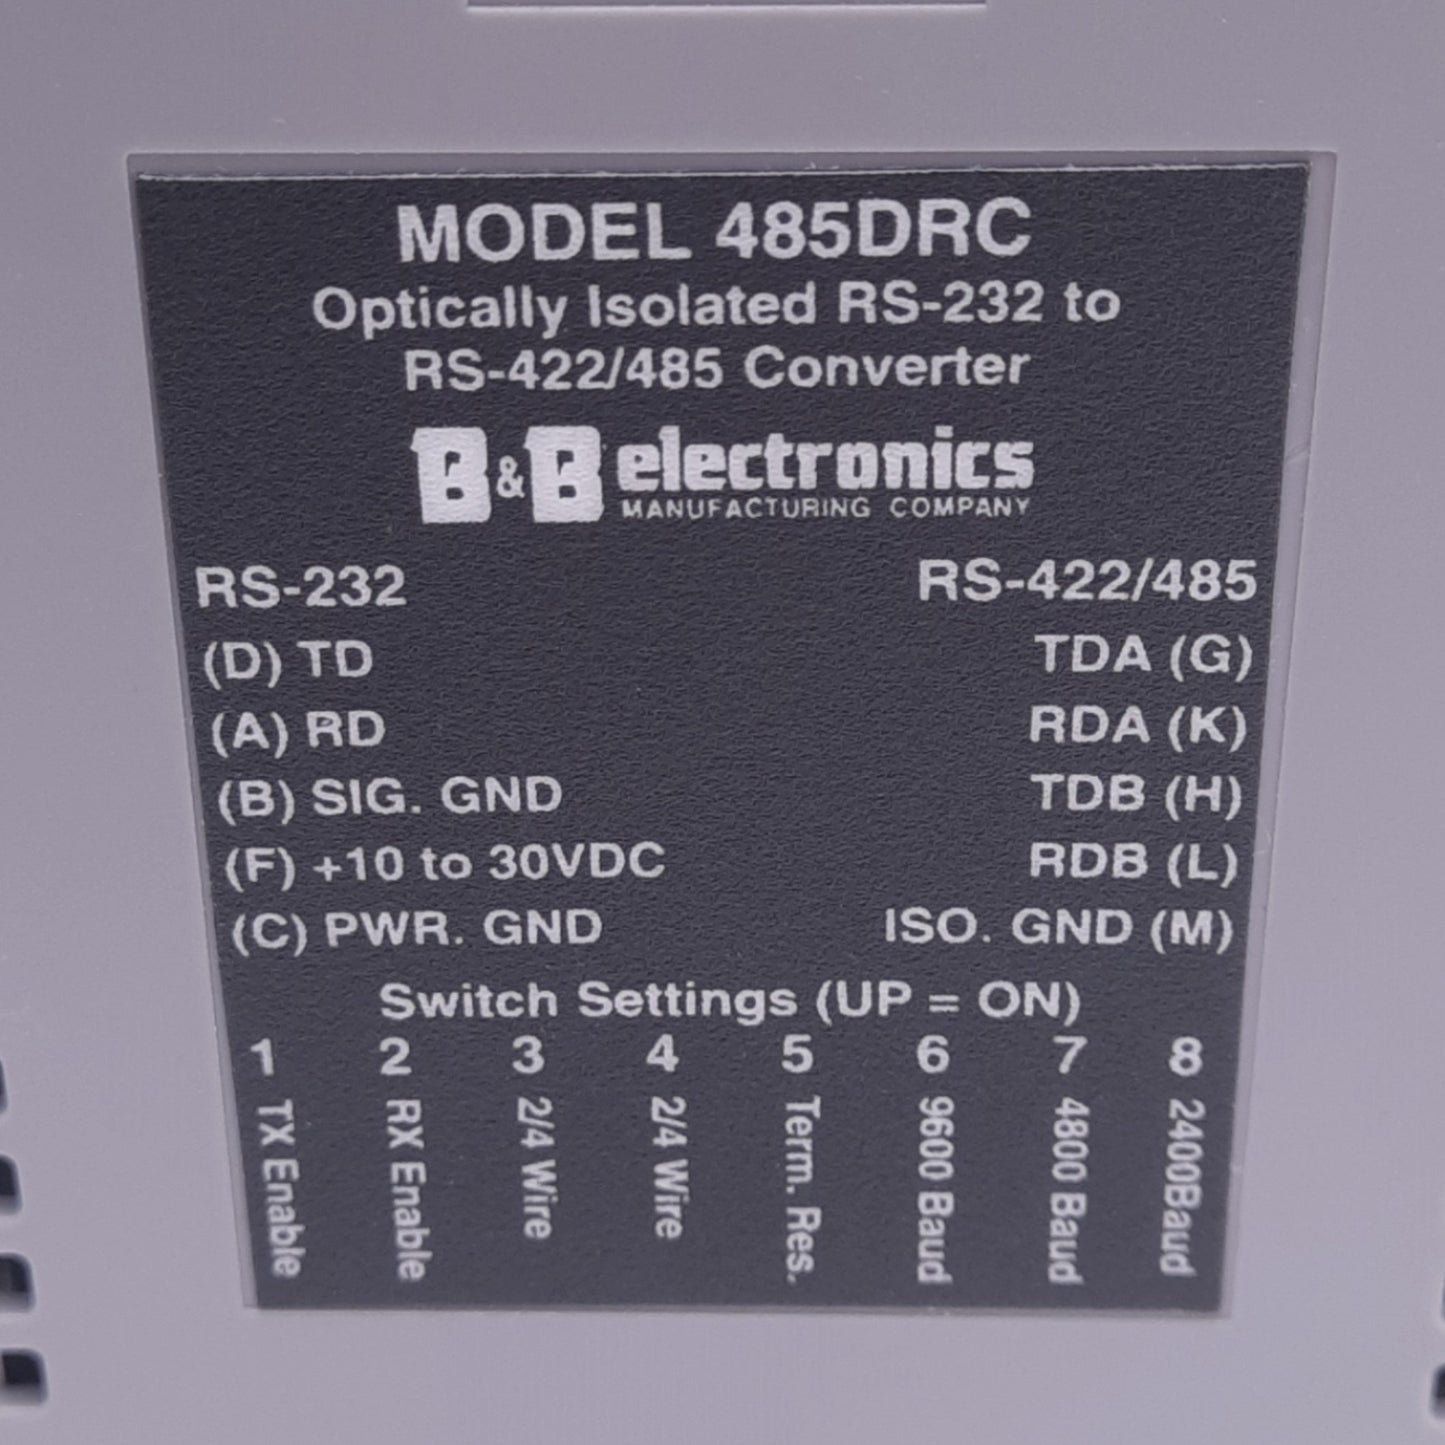 MODEL 485DRC
Optically Isolated RS-232 to
RS-422/485 Converter
B&B electronics
MANUFACTURING COMPANY
RS-232 RS-422/485
(D) TD TDA (G)
(A) RD RDA (K)
(B) SIG. GND TDB (H)
(F) +10 to 30VDC RDB (L)
(C) PWR. GND ISO. GND (M)
Switch Settings (UP = ON)
1 2 3 4 5 6 7 8
TX Enable
RX Enable
2/4 Wire
2/4 Wire
Term. Res.
9600 Baud
4800 Baud
2400Baud